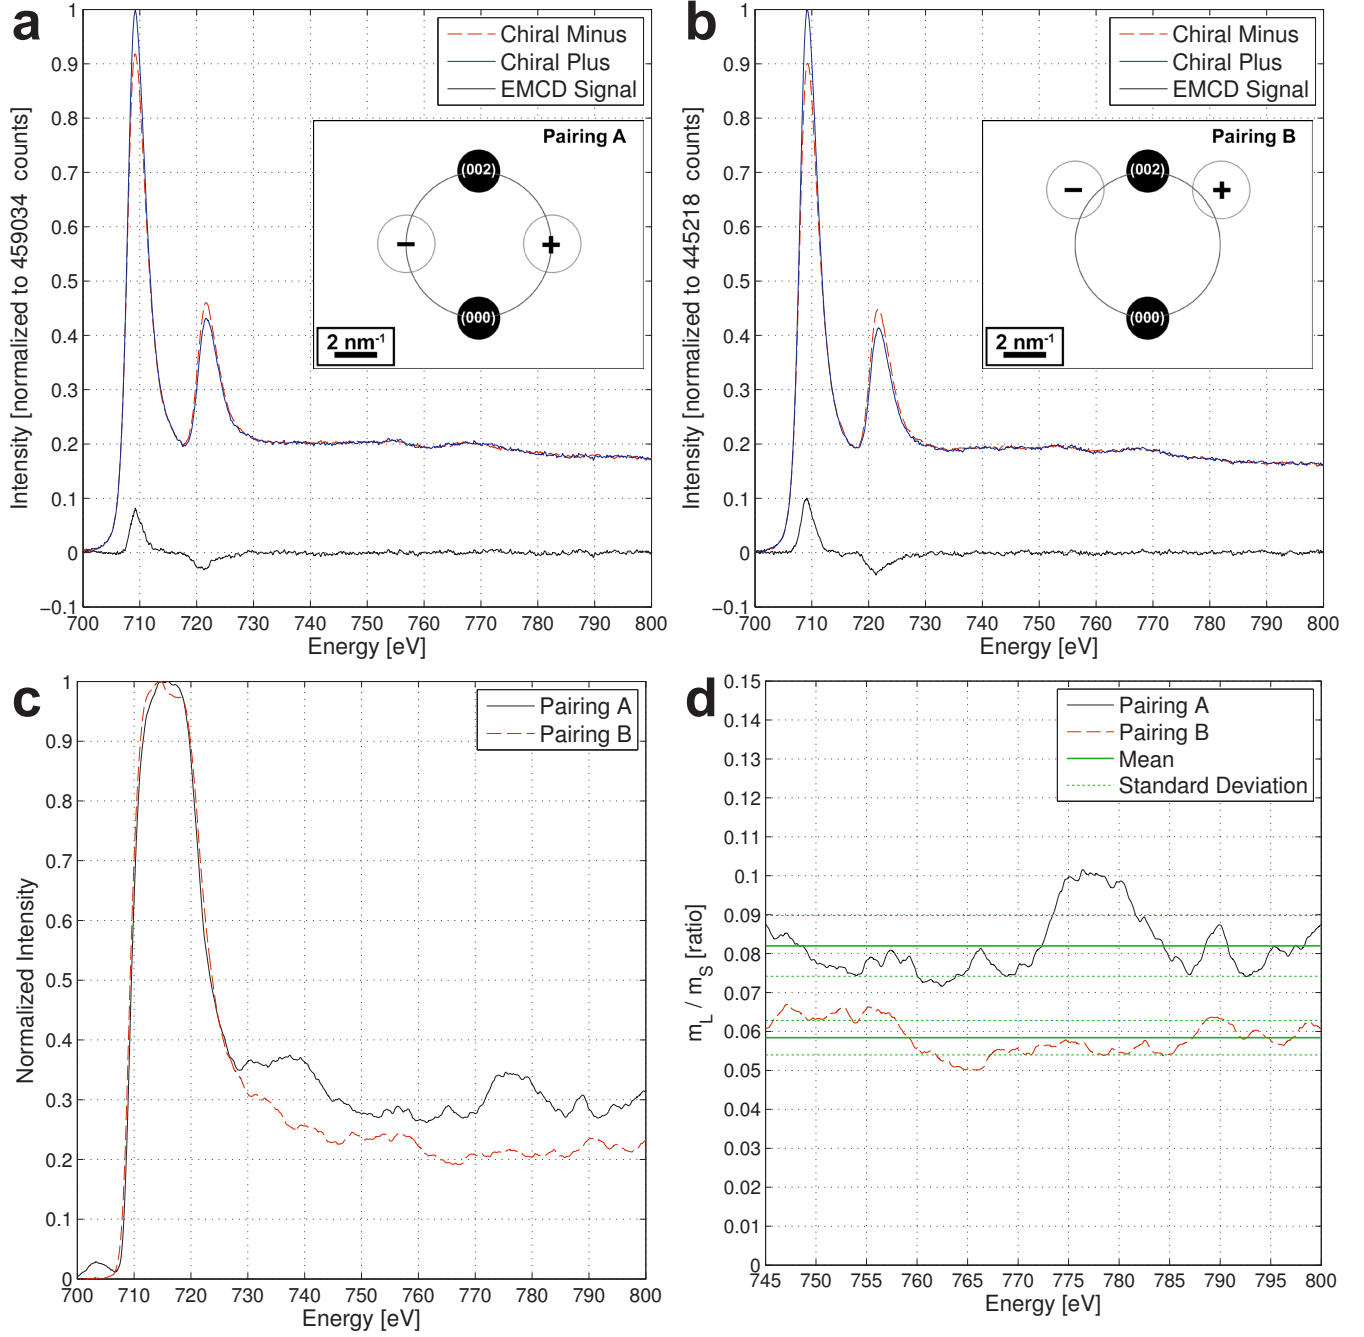 a
Intensity [normalized to 459034 counts]
1
0.9
0.8
0.7
0.6
0.5
0.4
0.3
0.2
0.1
0
−0.1
700 710 720 730 740 750 760 770 780 790 800
Energy [eV]
Chiral Minus
Chiral Plus
EMCD Signal
Pairing A
(002)
− +
(000)
2 nm⁻¹
b
Intensity [normalized to 445218 counts]
1
0.9
0.8
0.7
0.6
0.5
0.4
0.3
0.2
0.1
0
−0.1
700 710 720 730 740 750 760 770 780 790 800
Energy [eV]
Chiral Minus
Chiral Plus
EMCD Signal
Pairing B
(002)
− +
(000)
2 nm⁻¹
c
Normalized Intensity
1
0.9
0.8
0.7
0.6
0.5
0.4
0.3
0.2
0.1
0
700 710 720 730 740 750 760 770 780 790 800
Energy [eV]
Pairing A
Pairing B
d
m_L / m_S [ratio]
0.15
0.14
0.13
0.12
0.11
0.1
0.09
0.08
0.07
0.06
0.05
0.04
0.03
0.02
0.01
0
745 750 755 760 765 770 775 780 785 790 795 800
Energy [eV]
Pairing A
Pairing B
Mean
Standard Deviation